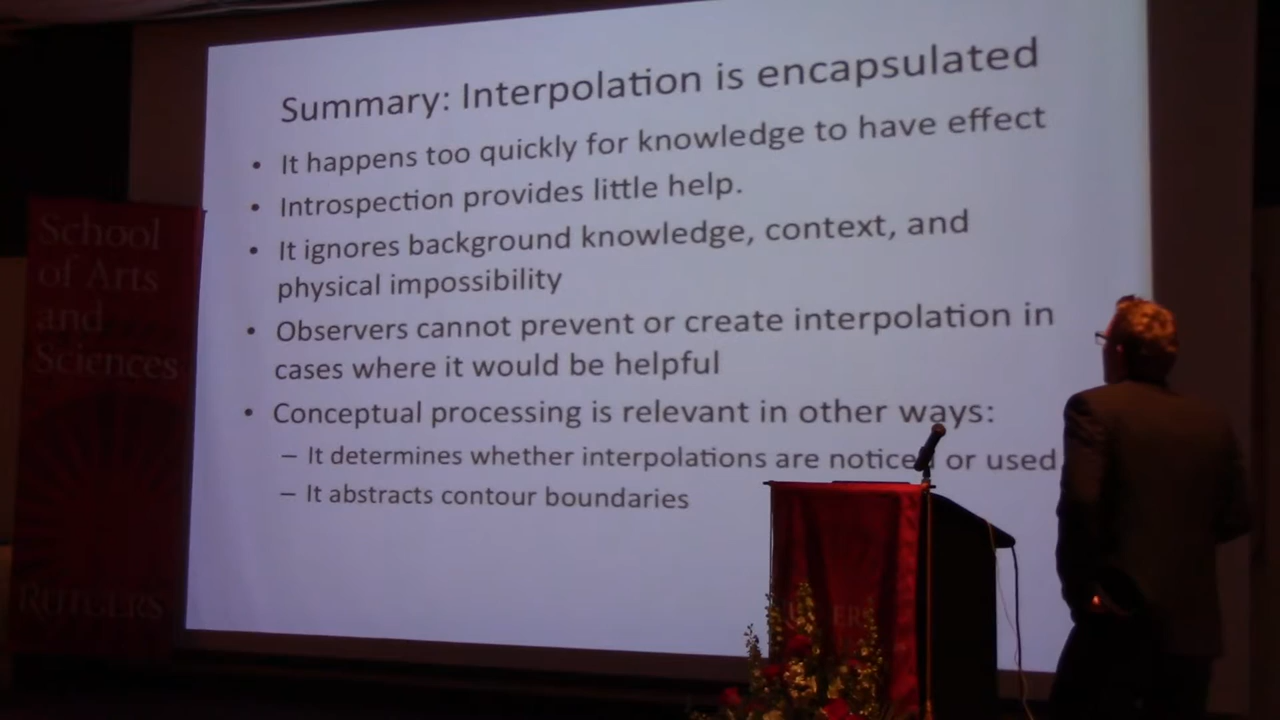 Summary: Interpolation is encapsulated
• It happens too quickly for knowledge to have effect
• Introspection provides little help.
• It ignores background knowledge, context, and
physical impossibility
• Observers cannot prevent or create interpolation in
cases where it would be helpful
• Conceptual processing is relevant in other ways:
– It determines whether interpolations are noticed or used
– It abstracts contour boundaries
School
of Arts
and
Sciences
RUTGERS